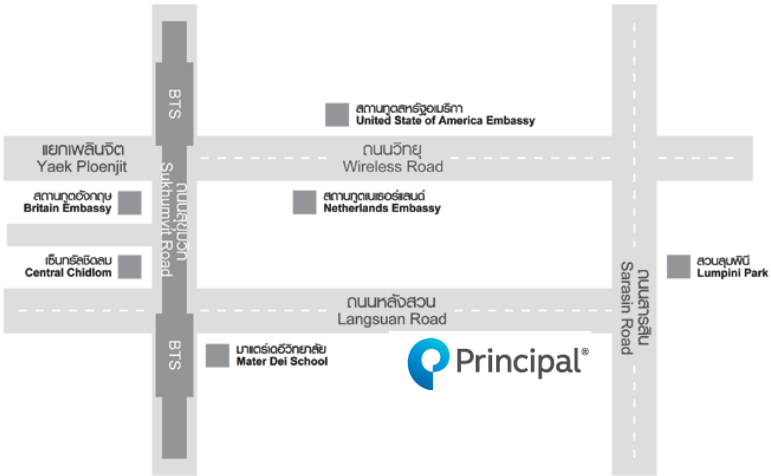 BTS
สถานทูตสหรัฐอเมริกา
United State of America Embassy
แยกเพลินจิต
Yaek Ploenjit
ถนนวิทยุ
Wireless Road
สถานทูตอังกฤษ
Britain Embassy
ถนนสุขุมวิท
Sukhumvit Road
สถานทูตเนเธอร์แลนด์
Netherlands Embassy
เซ็นทรัลชิดลม
Central Chidlom
สวนลุมพินี
Lumpini Park
ถนนสารสิน
Sarasin Road
ถนนหลังสวน
Langsuan Road
BTS
มาแตร์เดอีวิทยาลัย
Mater Dei School
Principal®